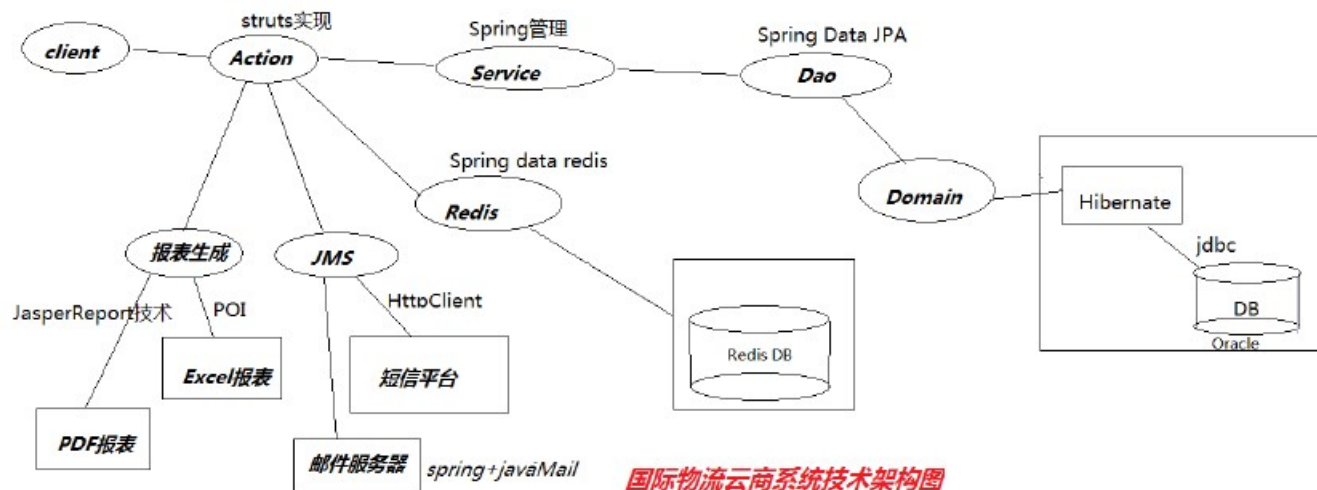 struts实现
client
Action
Spring管理
Service
Spring Data JPA
Dao
Spring data redis
Redis
Domain
Hibernate
jdbc
DB
Oracle
报表生成
JMS
JasperReport技术
POI
HttpClient
Redis DB
Excel报表
短信平台
PDF报表
邮件服务器
spring+javaMail
国际物流云商系统技术架构图